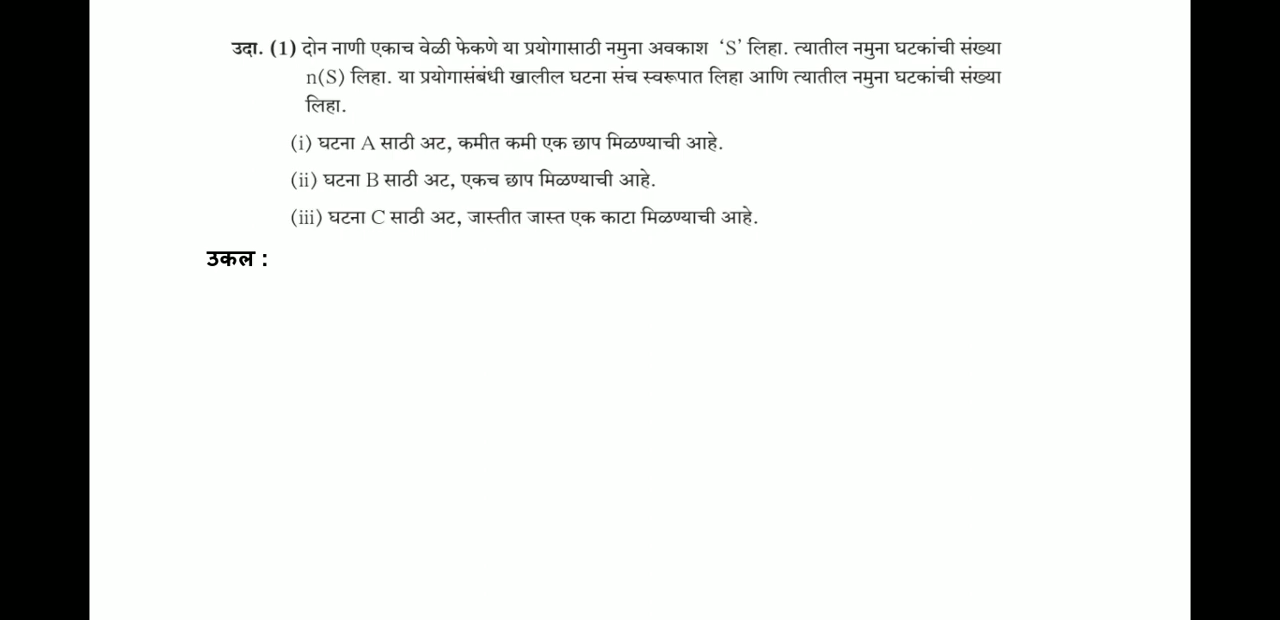 उदा. (1) दोन नाणी एकाच वेळी फेकणे या प्रयोगासाठी नमुना अवकाश ‘S’ लिहा. त्यातील नमुना घटकांची संख्या
n(S) लिहा. या प्रयोगासंबंधी खालील घटना संच स्वरूपात लिहा आणि त्यातील नमुना घटकांची संख्या
लिहा.
(i) घटना A साठी अट, कमीत कमी एक छाप मिळण्याची आहे.
(ii) घटना B साठी अट, एकच छाप मिळण्याची आहे.
(iii) घटना C साठी अट, जास्तीत जास्त एक काटा मिळण्याची आहे.
उकल :